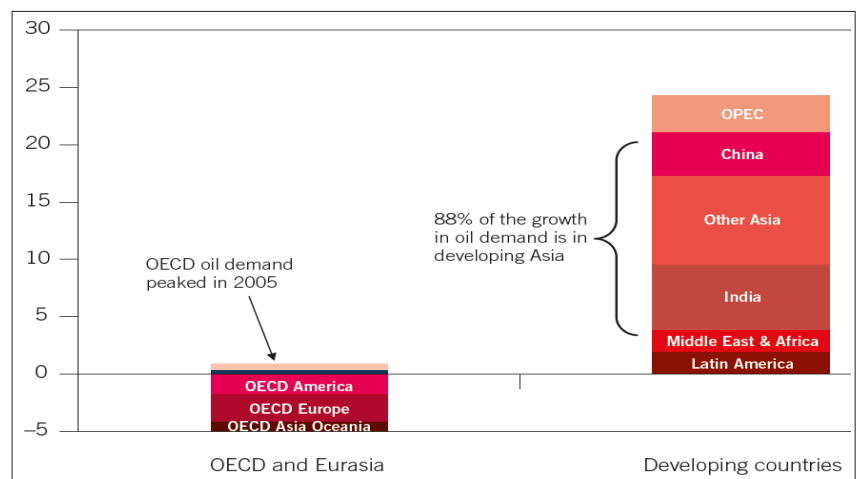 30
25
20
15
10
5
0
–5
OPEC
China
Other Asia
India
Middle East & Africa
Latin America
88% of the growth
in oil demand is in
developing Asia
OECD oil demand
peaked in 2005
OECD America
OECD Europe
OECD Asia Oceania
OECD and Eurasia
Developing countries